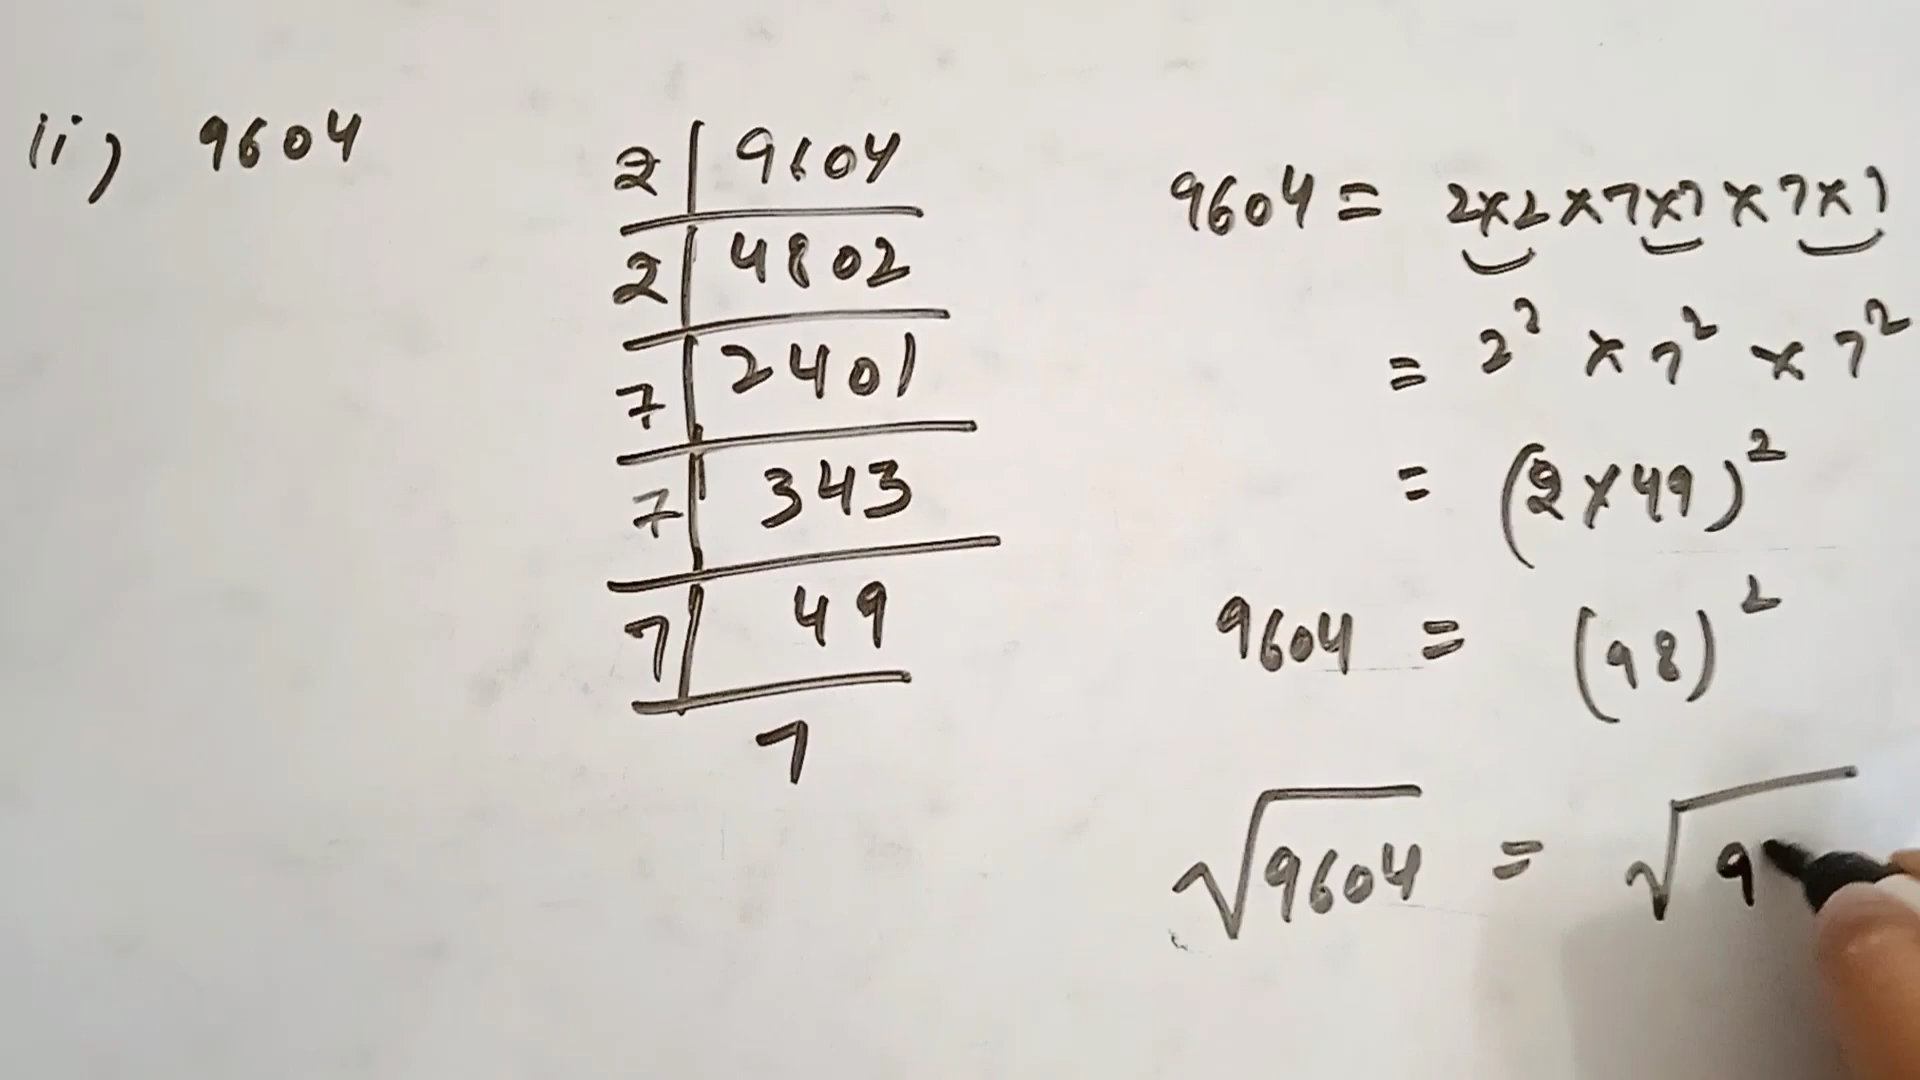 ii) 9604
2 | 9604
2 | 4802
7 | 2401
7 | 343
7 | 49
7
9604 = 2×2×7×7×7×7
= 2² × 7² × 7²
= (2×49)²
9604 = (98)²
√9604 = √9